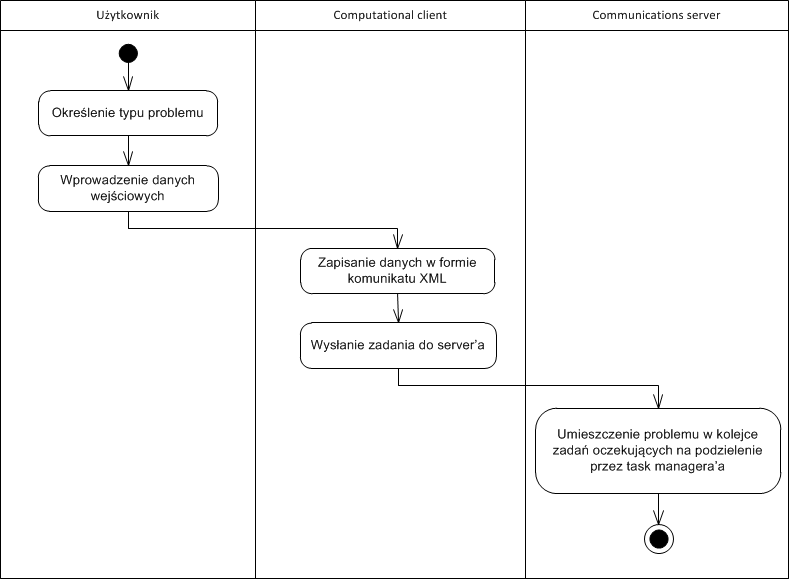 Użytkownik
Computational client
Communications server
Określenie typu problemu
Wprowadzenie danych
wejściowych
Zapisanie danych w formie
komunikatu XML
Wysłanie zadania do server’a
Umieszczenie problemu w kolejce
zadań oczekujących na podzielenie
przez task managera’a